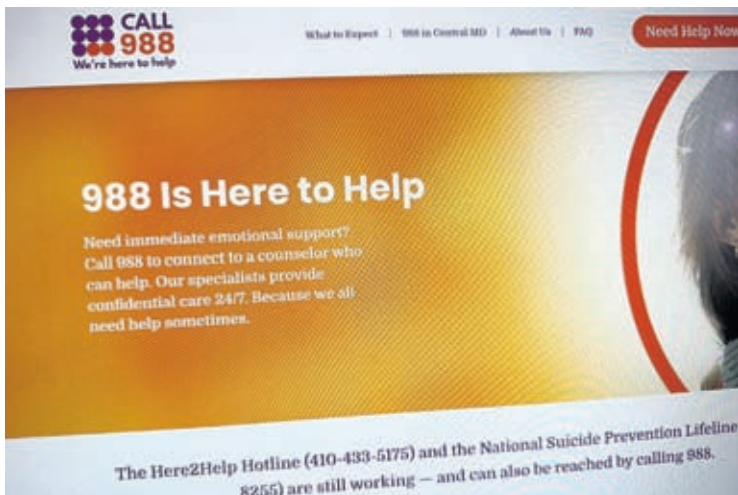 CALL
988
We're here to help
What to Expect | 988 in Central MD | About Us | FAQ
Need Help Now
988 Is Here to Help
Need immediate emotional support?
Call 988 to connect to a counselor who
can help. Our specialists provide
confidential care 24/7. Because we all
need help sometimes.
The Here2Help Hotline (410-433-5175) and the National Suicide Prevention Lifeline
8255) are still working — and can also be reached by calling 988.